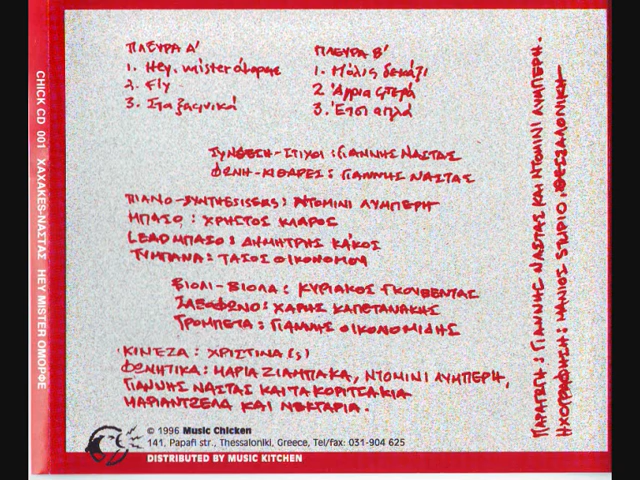 ΠΛΕΥΡΑ Α'
1. Hey, mister όμορφε
2. Fly
3. Στα ξαφνικά
ΠΛΕΥΡΑ Β'
1. Μόλις δεκάξι
2 Άγρια φτερά
3. Έτσι απλά
ΣΥΝΘΕΣΗ-ΣΤΙΧΟΙ: ΓΙΑΝΝΗΣ ΝΑΣΤΑΣ
ΦΩΝΗ-ΚΙΘΑΡΕΣ: ΓΙΑΝΝΗΣ ΝΑΣΤΑΣ
ΠΙΑΝΟ-SYNTHESISERS: ΝΤΟΜΙΝΙ ΛΥΜΠΕΡΗ
ΜΠΑΣΟ: ΧΡΗΣΤΟΣ ΚΛΑΡΟΣ
LEAD ΜΠΑΣΟ: ΔΗΜΗΤΡΗΣ ΚΑΚΟΣ
ΤΥΜΠΑΝΑ: ΤΑΣΟΣ ΟΙΚΟΝΟΜΟΥ
ΒΙΟΛΙ-ΒΙΟΛΑ: ΚΥΡΙΑΚΟΣ ΓΚΟΥΒΕΝΤΑΣ
ΣΑΞΟΦΩΝΟ: ΧΑΡΗΣ ΚΑΠΕΤΑΝΑΚΗΣ
ΤΡΟΜΠΕΤΑ: ΓΙΑΝΝΗΣ ΟΙΚΟΝΟΜΙΔΗΣ
ΚΙΝΕΖΑ: ΧΡΙΣΤΙΝΑ (s)
ΦΩΝΗΤΙΚΑ: ΜΑΡΙΑ ΖΙΑΜΠΑΚΑ, ΝΤΟΜΙΝΙ ΛΥΜΠΕΡΗ,
ΓΙΑΝΝΗΣ ΝΑΣΤΑΣ ΚΑΙ ΤΑ ΚΟΡΙΤΣΑΚΙΑ
ΜΑΡΙΑΝΤΖΕΛΑ ΚΑΙ ΝΕΚΤΑΡΙΑ.
ΠΑΡΑΓΩΓΗ: ΓΙΑΝΝΗΣ ΝΑΣΤΑΣ ΚΑΙ ΝΤΟΜΙΝΙ ΛΥΜΠΕΡΗ.
ΗΧΟΓΡΑΦΗΣΗ: ΜΑΝΙΟΣ STUDIO. ΘΕΣΣΑΛΟΝΙΚΗ
CHICK CD 001 ΧΑΧΑΚΕS-ΝΑΣΤΑΣ HEY MISTER ΟΜΟΡΦΕ
© 1996 Music Chicken
141, Papafi str., Thessaloniki, Greece, Tel/fax: 031-904 625
DISTRIBUTED BY MUSIC KITCHEN